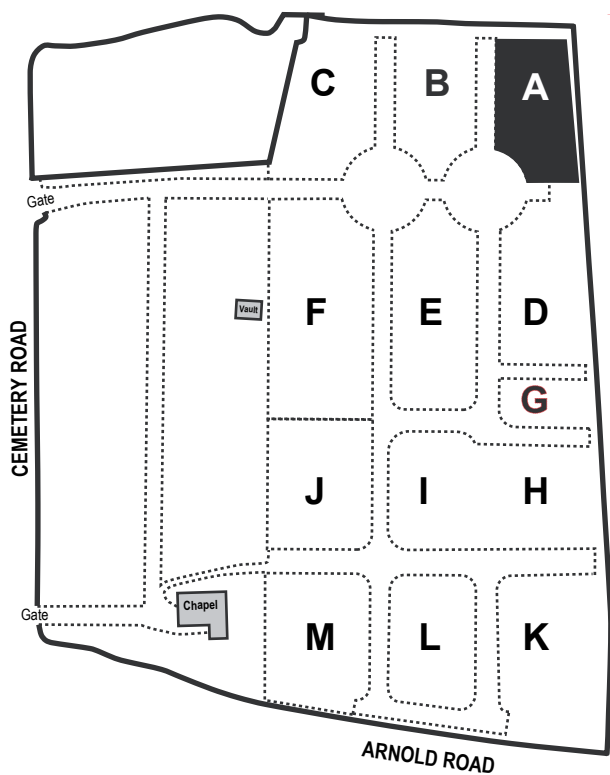 C
B
A
Gate
Vault
F
E
D
CEMETERY ROAD
G
J
I
H
Gate
Chapel
M
L
K
ARNOLD ROAD